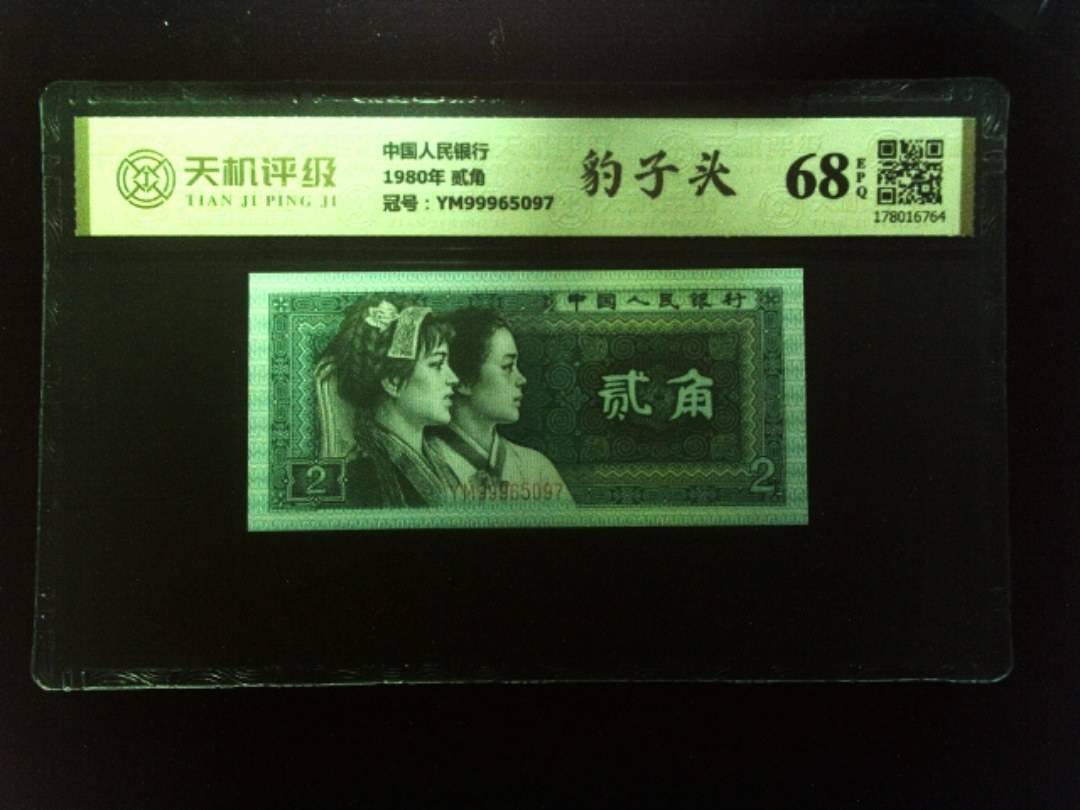 天机评级
TIAN JI PING JI
中国人民银行
1980年 贰角
冠号：YM99965097
豹子头
68
EPQ
178016764
中国人民银行
贰角
2
2
YM99965097